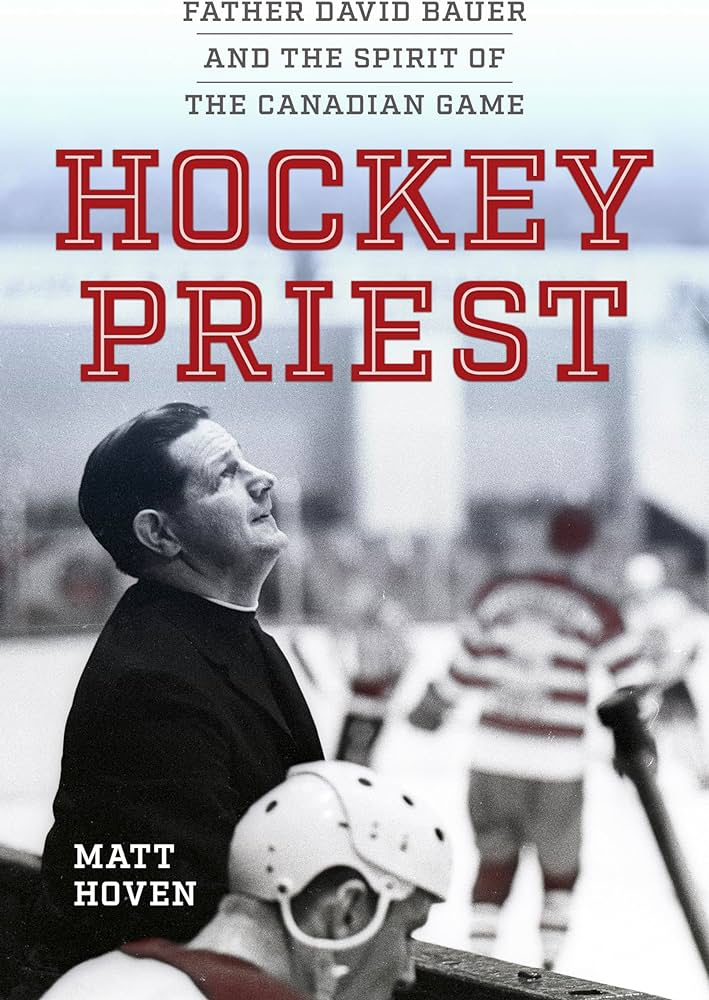 FATHER DAVID BAUER
AND THE SPIRIT OF
THE CANADIAN GAME
HOCKEY
PRIEST
MATT
HOVEN